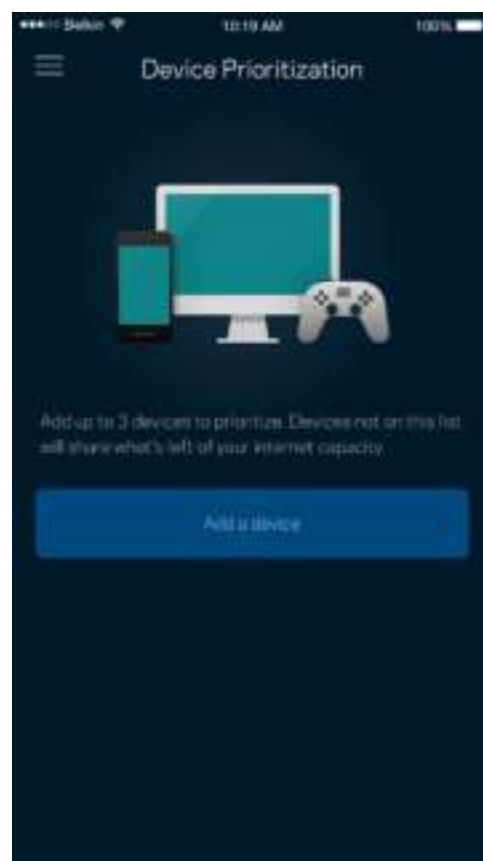 Belkin 10:19 AM 100%
Device Prioritization
Add up to 3 devices to prioritize. Devices not on this list
will share what's left of your internet capacity.
Add a device